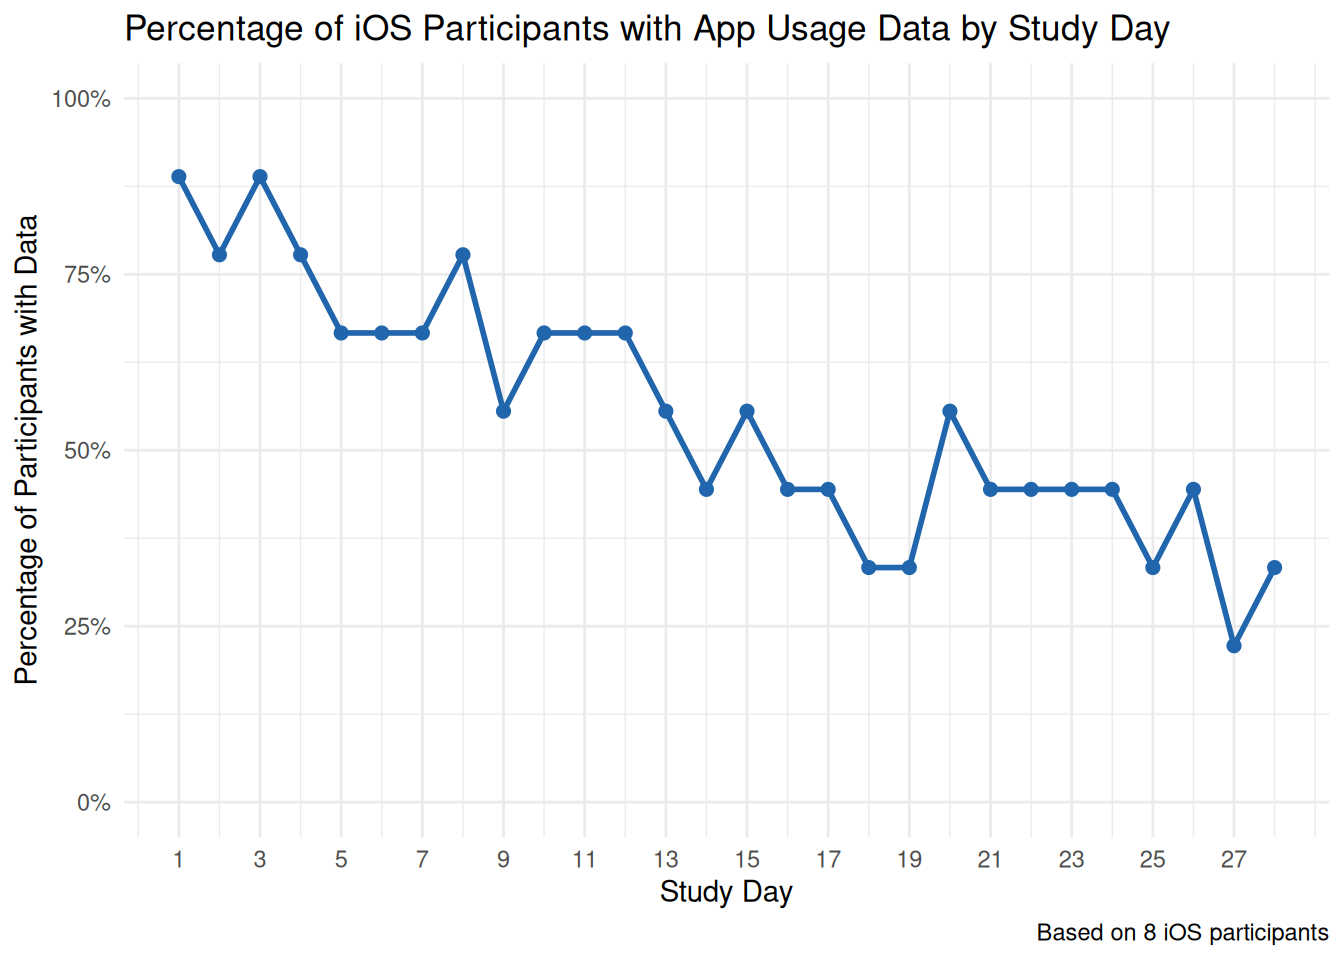 Percentage of iOS Participants with App Usage Data by Study Day
Percentage of Participants with Data
100%
75%
50%
25%
0%
1 3 5 7 9 11 13 15 17 19 21 23 25 27
Study Day
Based on 8 iOS participants